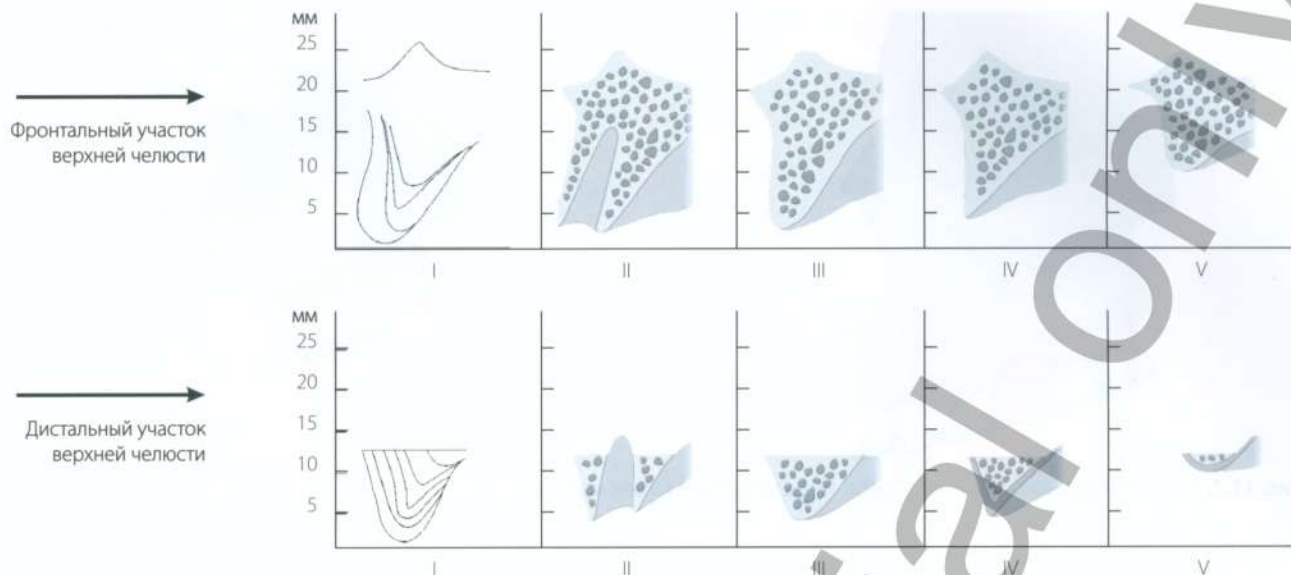 мм
25
20
15
10
5
Фронтальный участок
верхней челюсти
I II III IV V
мм
25
20
15
10
5
Дистальный участок
верхней челюсти
I II III IV V